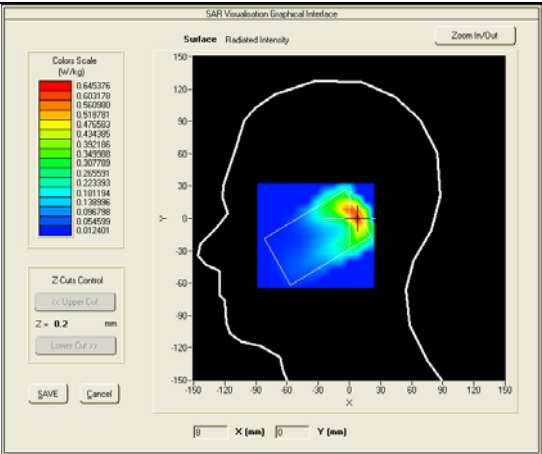 SAR Visualisation Graphical Interface
Surface Radiated Intensity
Zoom In/Out
Colors Scale
(W/kg)
0.645376
0.603178
0.560980
0.518781
0.476583
0.434385
0.392186
0.349988
0.307789
0.265591
0.223393
0.181194
0.138996
0.096798
0.054599
0.012401
Z-Cuts Control
<< Upper Cut
Z = 0.2 mm
Lower Cut >>
SAVE Cancel
150-
120-
90-
60-
30-
0-
-30-
-60-
-90-
-120-
-150-
Y
-150 -120 -90 -60 -30 0 30 60 90 120 150
X
8 X (mm) 0 Y (mm)